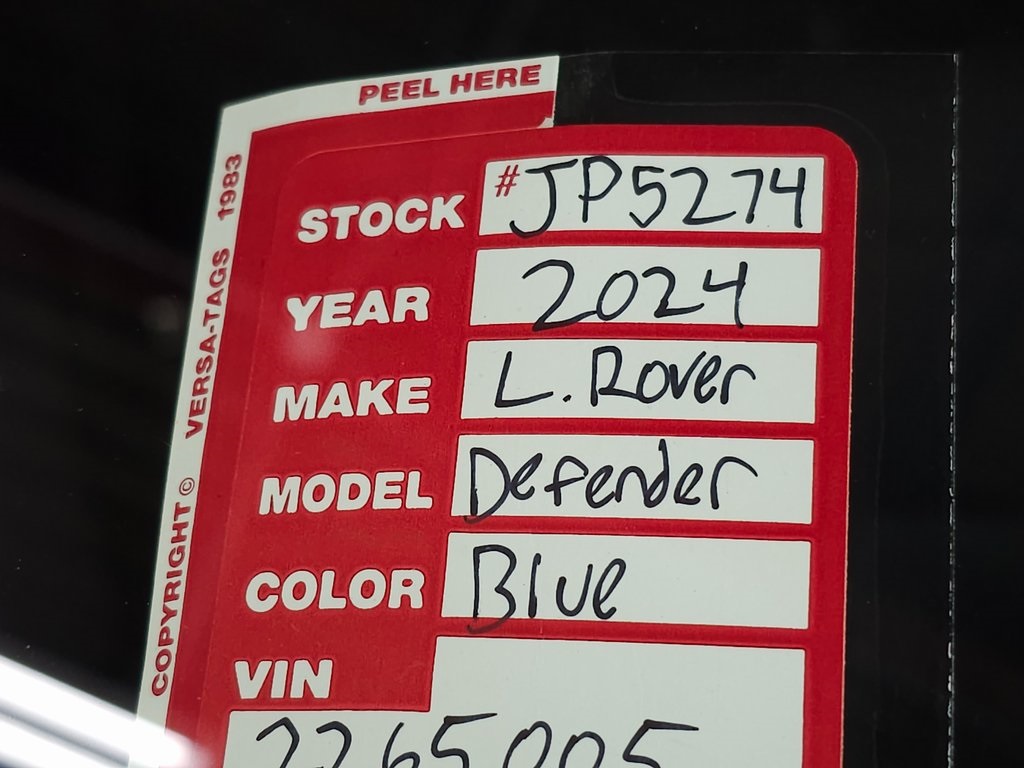 PEEL HERE
COPYRIGHT © VERSA-TAGS 1983
STOCK #JP5274
YEAR 2024
MAKE L. Rover
MODEL Defender
COLOR Blue
VIN